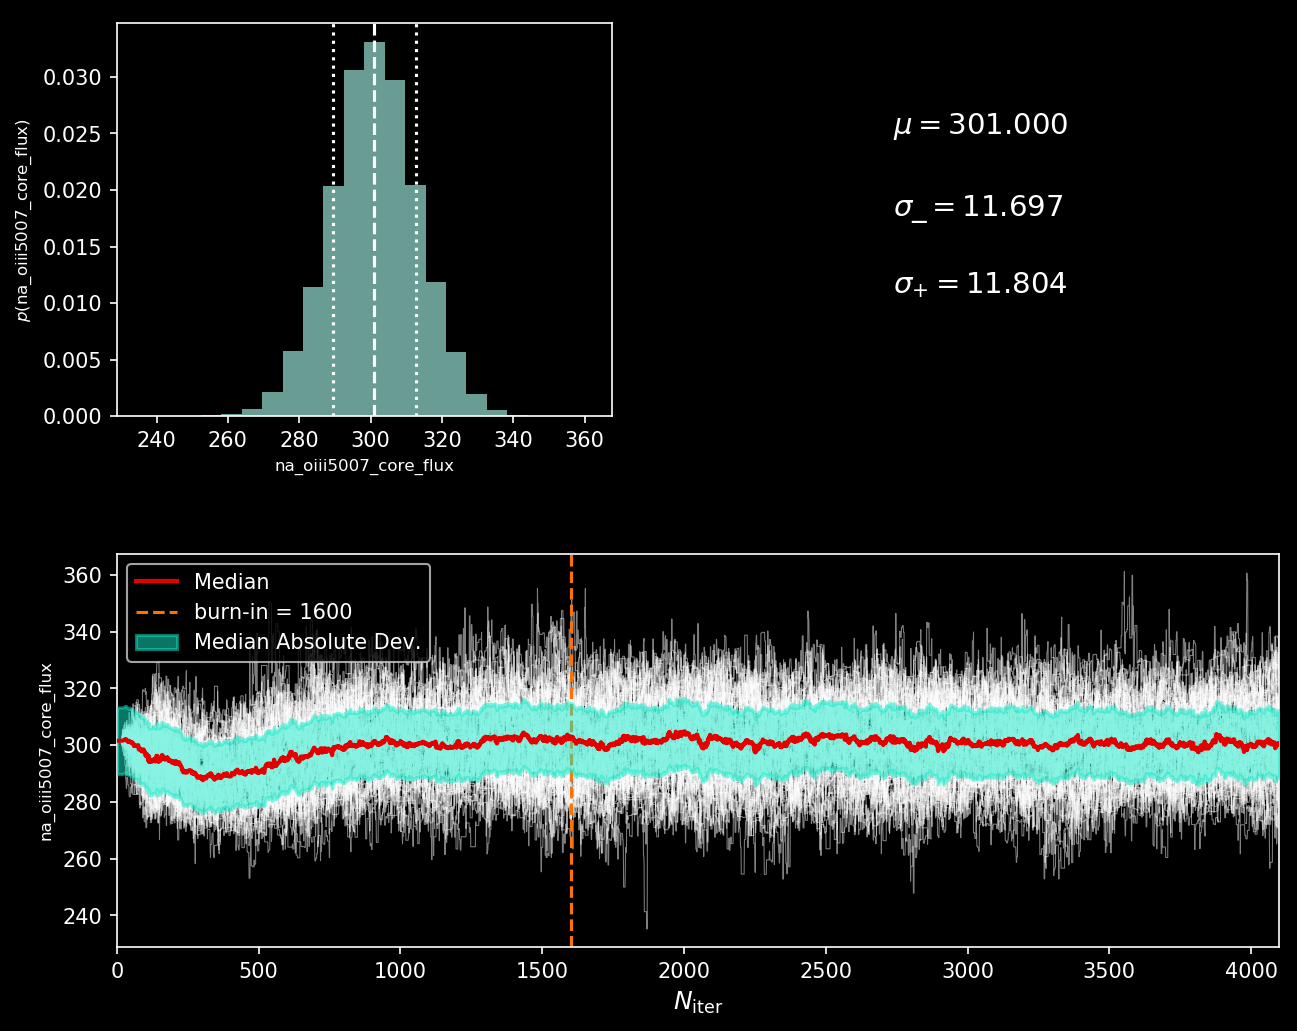 0.030
0.025
0.020
0.015
0.010
0.005
0.000
p(na_oiii5007_core_flux)
240 260 280 300 320 340 360
na_oiii5007_core_flux
μ = 301.000
σ_ = 11.697
σ+ = 11.804
360
340
320
300
280
260
240
na_oiii5007_core_flux
Median
burn-in = 1600
Median Absolute Dev.
0 500 1000 1500 2000 2500 3000 3500 4000
Niter